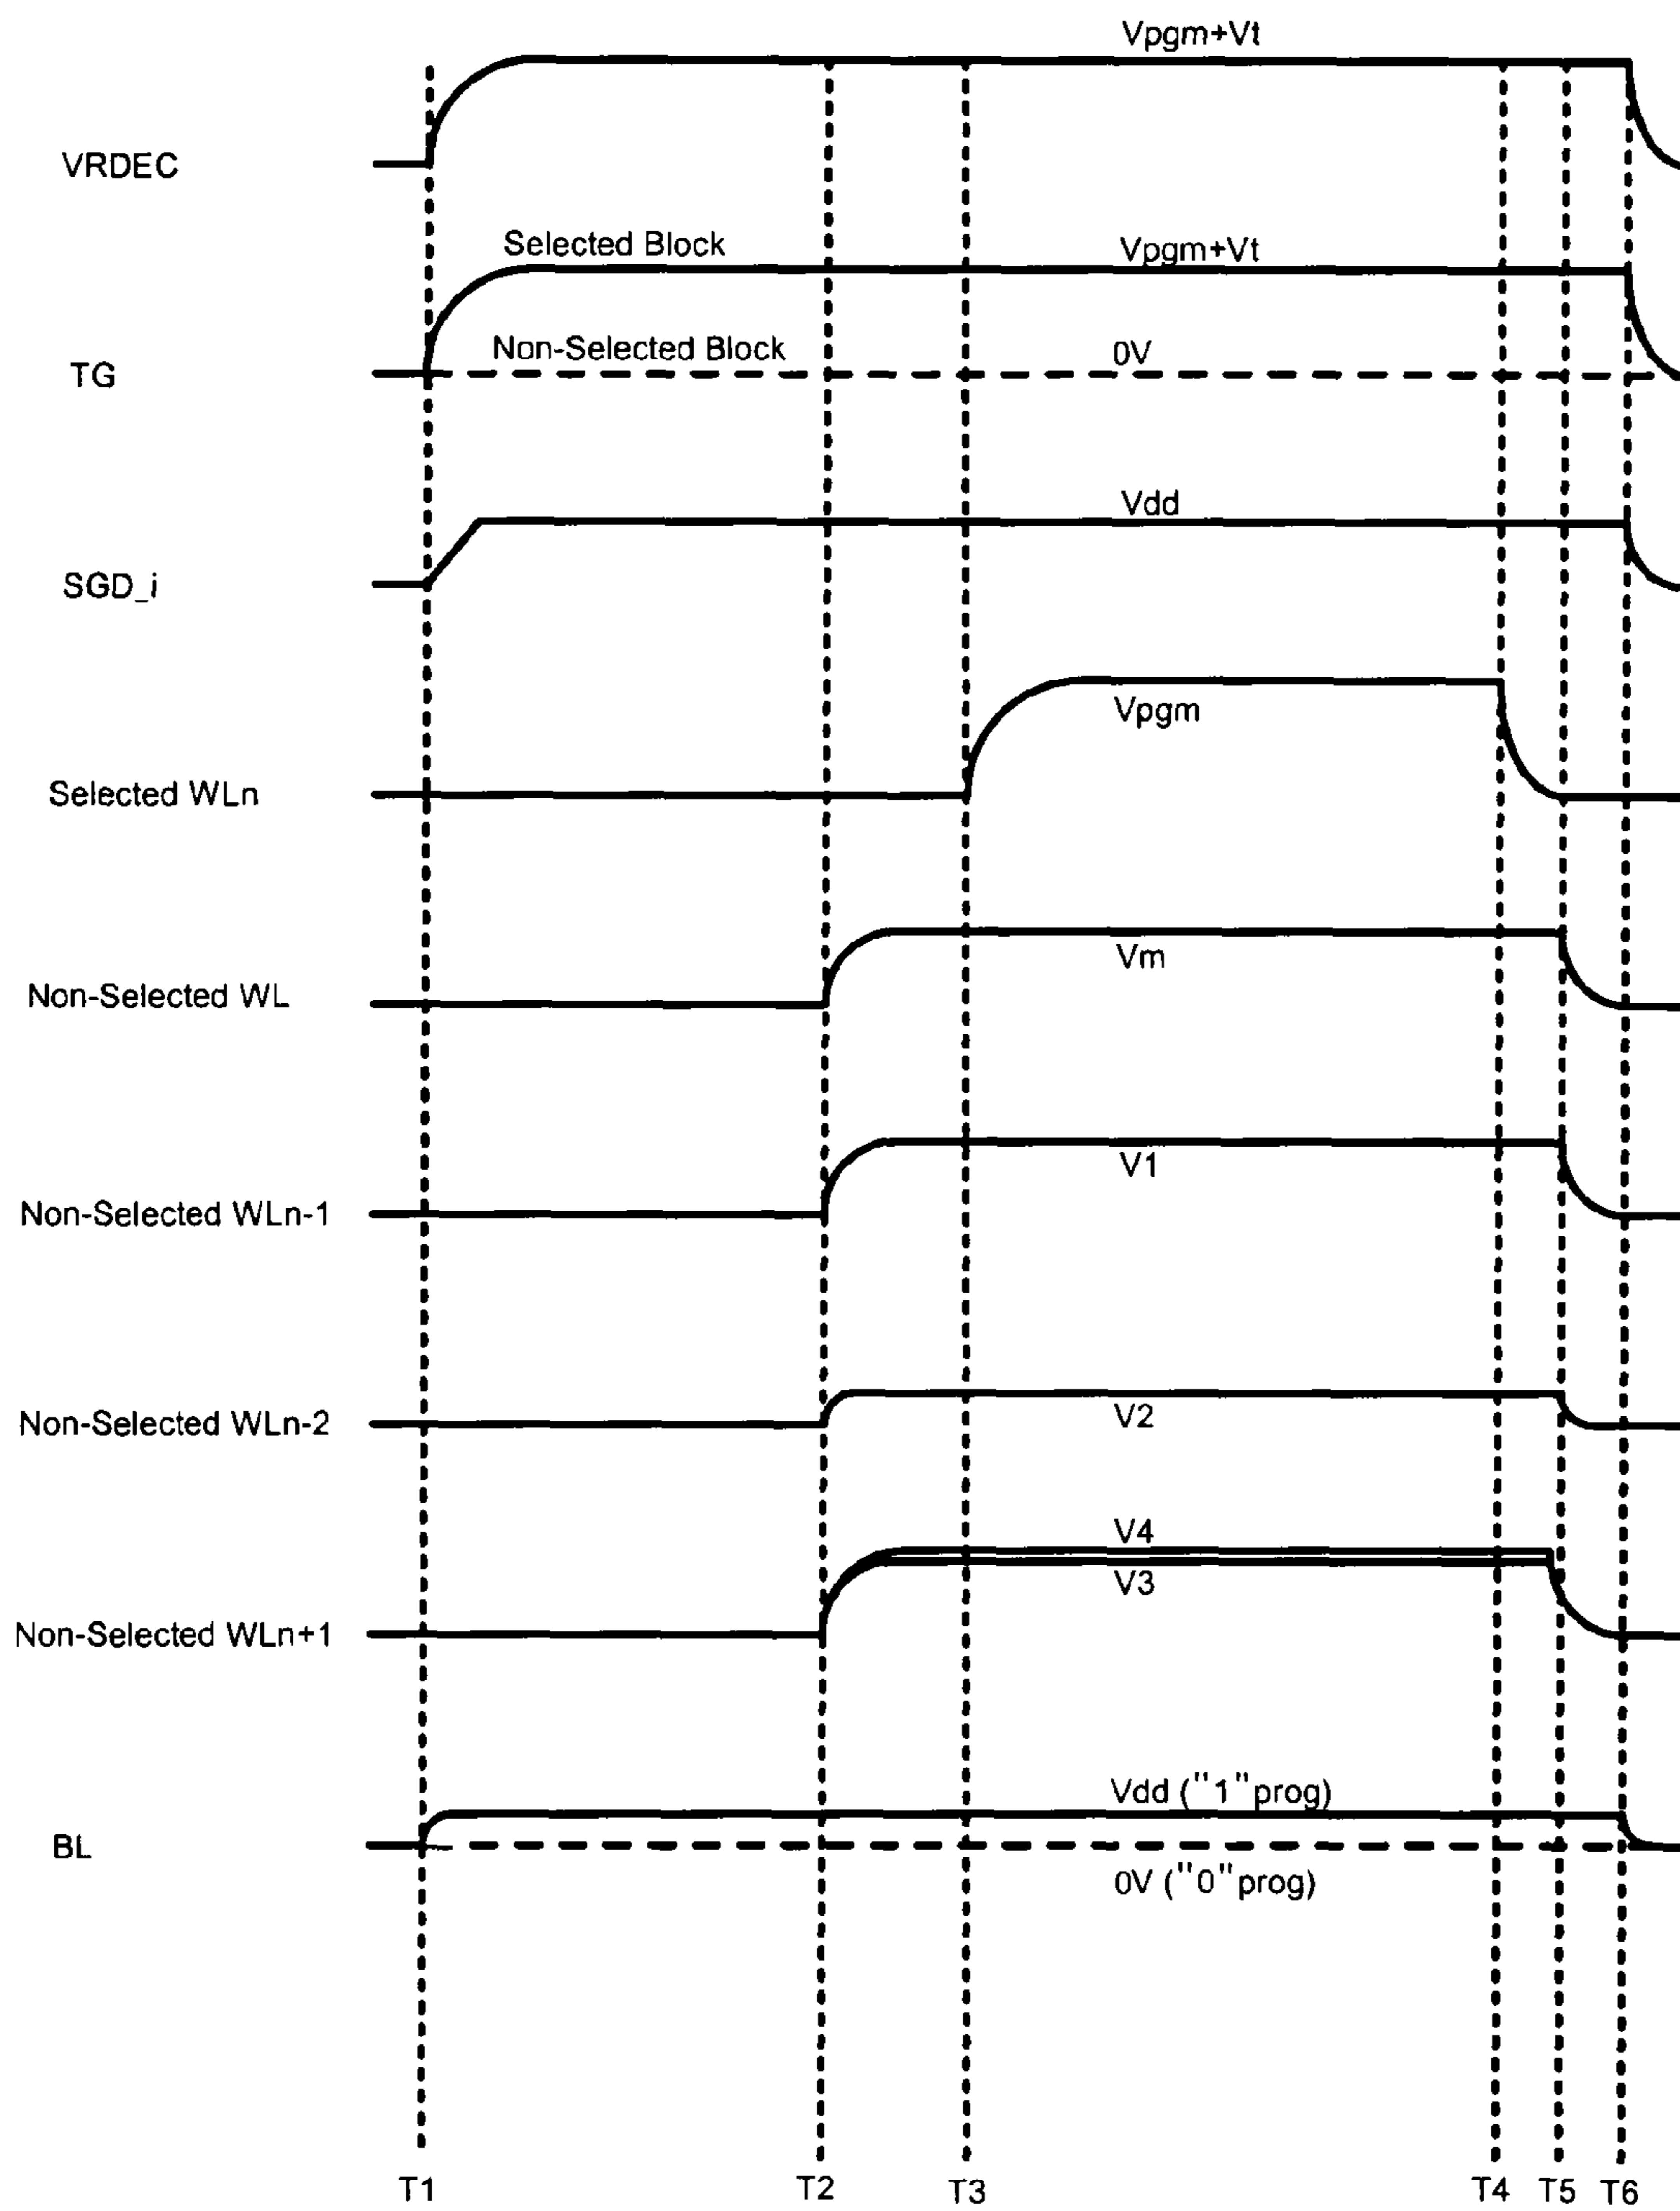 Vpgm+Vt
VRDEC
Selected Block
Vpgm+Vt
Non-Selected Block
0V
TG
Vdd
SGD_i
Vpgm
Selected WLn
Vm
Non-Selected WL
V1
Non-Selected WLn-1
V2
Non-Selected WLn-2
V4
V3
Non-Selected WLn+1
Vdd ("1"prog)
BL
0V ("0"prog)
T1 T2 T3 T4 T5 T6